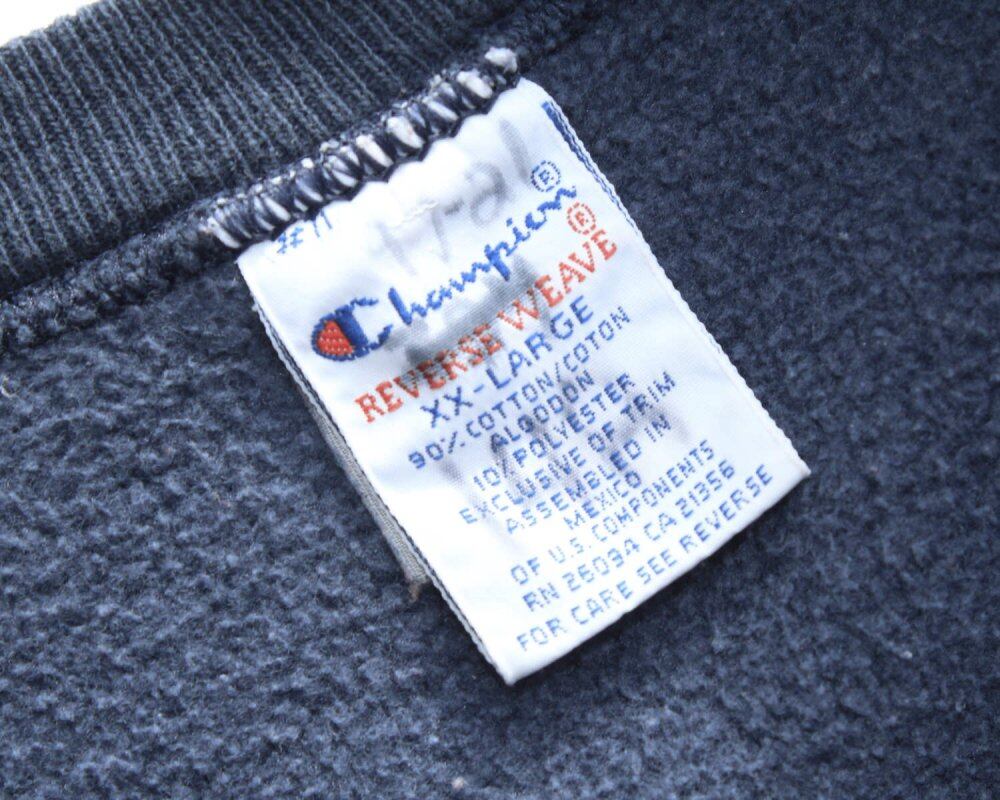 Champion®
REVERSE WEAVE®
XX-LARGE
90% COTTON/COTON
ALGODON
10% POLYESTER
EXCLUSIVE OF TRIM
ASSEMBLED IN
MEXICO
OF U.S. COMPONENTS
RN 26094 CA 21356
FOR CARE SEE REVERSE